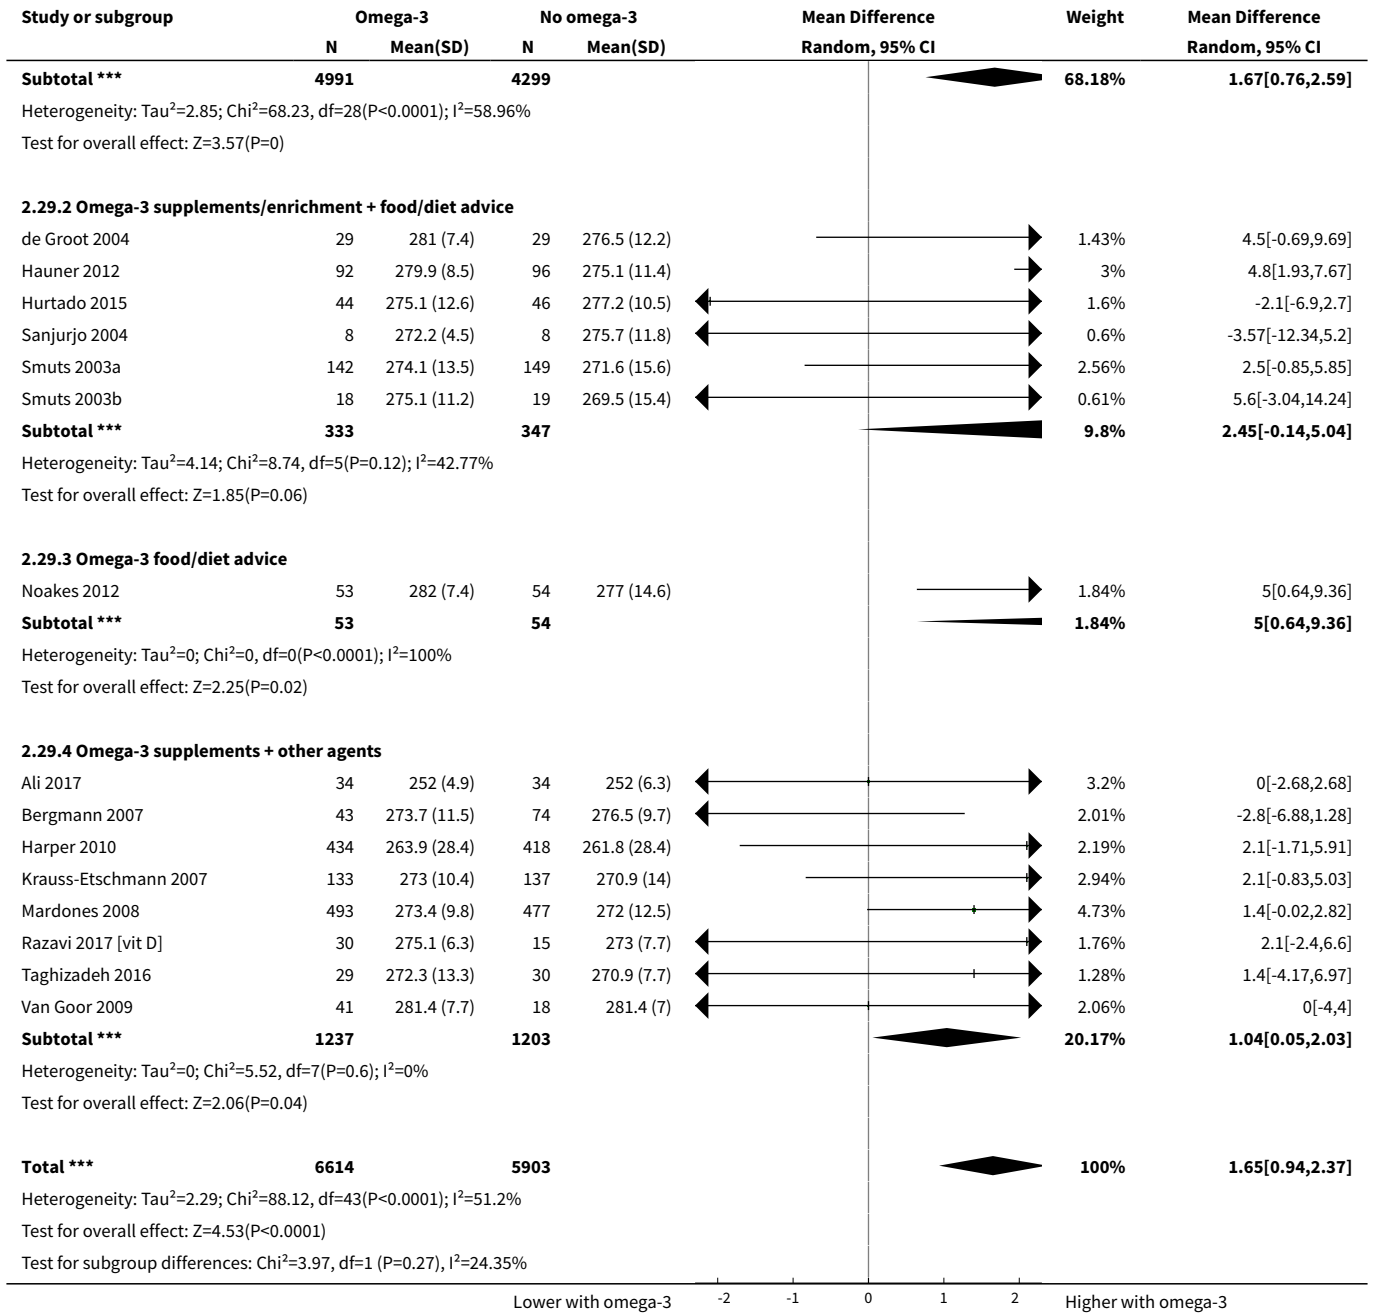 Study or subgroup Omega-3 No omega-3 Mean Difference Weight Mean Difference
N Mean(SD) N Mean(SD) Random, 95% CI Random, 95% CI
Subtotal *** 4991 4299 68.18% 1.67[0.76,2.59]
Heterogeneity: Tau²=2.85; Chi²=68.23, df=28(P<0.0001); I²=58.96%
Test for overall effect: Z=3.57(P=0)
2.29.2 Omega-3 supplements/enrichment + food/diet advice
de Groot 2004 29 281 (7.4) 29 276.5 (12.2) 1.43% 4.5[-0.69,9.69]
Hauner 2012 92 279.9 (8.5) 96 275.1 (11.4) 3% 4.8[1.93,7.67]
Hurtado 2015 44 275.1 (12.6) 46 277.2 (10.5) 1.6% -2.1[-6.9,2.7]
Sanjurjo 2004 8 272.2 (4.5) 8 275.7 (11.8) 0.6% -3.57[-12.34,5.2]
Smuts 2003a 142 274.1 (13.5) 149 271.6 (15.6) 2.56% 2.5[-0.85,5.85]
Smuts 2003b 18 275.1 (11.2) 19 269.5 (15.4) 0.61% 5.6[-3.04,14.24]
Subtotal *** 333 347 9.8% 2.45[-0.14,5.04]
Heterogeneity: Tau²=4.14; Chi²=8.74, df=5(P=0.12); I²=42.77%
Test for overall effect: Z=1.85(P=0.06)
2.29.3 Omega-3 food/diet advice
Noakes 2012 53 282 (7.4) 54 277 (14.6) 1.84% 5[0.64,9.36]
Subtotal *** 53 54 1.84% 5[0.64,9.36]
Heterogeneity: Tau²=0; Chi²=0, df=0(P<0.0001); I²=100%
Test for overall effect: Z=2.25(P=0.02)
2.29.4 Omega-3 supplements + other agents
Ali 2017 34 252 (4.9) 34 252 (6.3) 3.2% 0[-2.68,2.68]
Bergmann 2007 43 273.7 (11.5) 74 276.5 (9.7) 2.01% -2.8[-6.88,1.28]
Harper 2010 434 263.9 (28.4) 418 261.8 (28.4) 2.19% 2.1[-1.71,5.91]
Krauss-Etschmann 2007 133 273 (10.4) 137 270.9 (14) 2.94% 2.1[-0.83,5.03]
Mardones 2008 493 273.4 (9.8) 477 272 (12.5) 4.73% 1.4[-0.02,2.82]
Razavi 2017 [vit D] 30 275.1 (6.3) 15 273 (7.7) 1.76% 2.1[-2.4,6.6]
Taghizadeh 2016 29 272.3 (13.3) 30 270.9 (7.7) 1.28% 1.4[-4.17,6.97]
Van Goor 2009 41 281.4 (7.7) 18 281.4 (7) 2.06% 0[-4,4]
Subtotal *** 1237 1203 20.17% 1.04[0.05,2.03]
Heterogeneity: Tau²=0; Chi²=5.52, df=7(P=0.6); I²=0%
Test for overall effect: Z=2.06(P=0.04)
Total *** 6614 5903 100% 1.65[0.94,2.37]
Heterogeneity: Tau²=2.29; Chi²=88.12, df=43(P<0.0001); I²=51.2%
Test for overall effect: Z=4.53(P<0.0001)
Test for subgroup differences: Chi²=3.97, df=1 (P=0.27), I²=24.35%
Lower with omega-3 -2 -1 0 1 2 Higher with omega-3